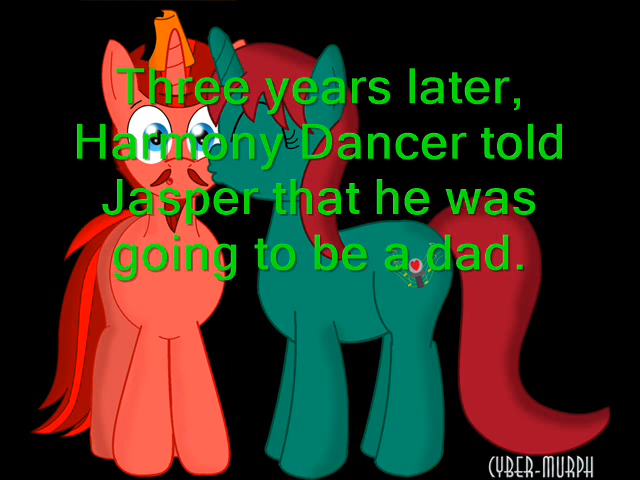 Three years later,
Harmony Dancer told
Jasper that he was
going to be a dad.
CYBER-MURPH